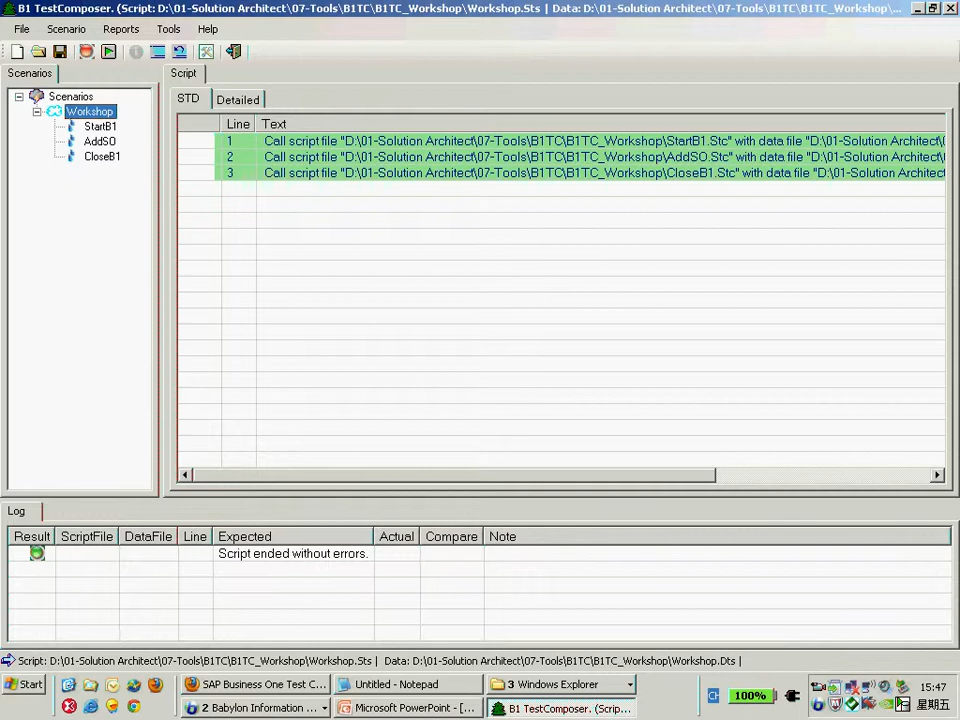 B1 TestComposer. (Script: D:\01-Solution Architect\07-Tools\B1TC\B1TC_Workshop\Workshop.Sts | Data: D:\01-Solution Architect\07-Tools\B1TC\B1TC_Workshop\...
File Scenario Reports Tools Help
Scenarios
Script
Scenarios
Workshop
StartB1
AddSO
CloseB1
STD Detailed
Line Text
1 Call script file "D:\01-Solution Architect\07-Tools\B1TC\B1TC_Workshop\StartB1.Stc" with data file "D:\01-Solution Architect\
2 Call script file "D:\01-Solution Architect\07-Tools\B1TC\B1TC_Workshop\AddSO.Stc" with data file "D:\01-Solution Architect\
3 Call script file "D:\01-Solution Architect\07-Tools\B1TC\B1TC_Workshop\CloseB1.Stc" with data file "D:\01-Solution Architect
Log
Result ScriptFile DataFile Line Expected Actual Compare Note
Script ended without errors.
Script: D:\01-Solution Architect\07-Tools\B1TC\B1TC_Workshop\Workshop.Sts | Data: D:\01-Solution Architect\07-Tools\B1TC\B1TC_Workshop\Workshop.Dts |
Start
SAP Business One Test C...
Untitled - Notepad
3 Windows Explorer
2 Babylon Information ...
Microsoft PowerPoint - [...
B1 TestComposer. (Scrip...
100%
15:47
星期五